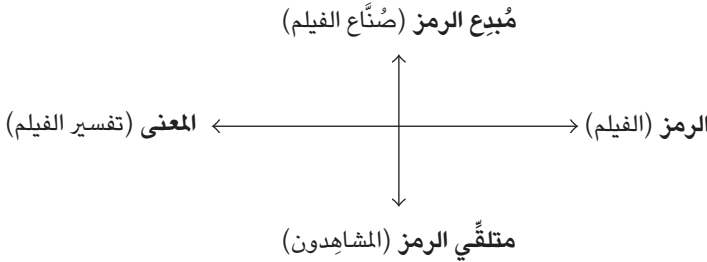 مُبدِع الرمز (صُنَّاع الفيلم)
الرمز (الفيلم)
المعنى (تفسير الفيلم)
متلقِّي الرمز (المشاهِدون)